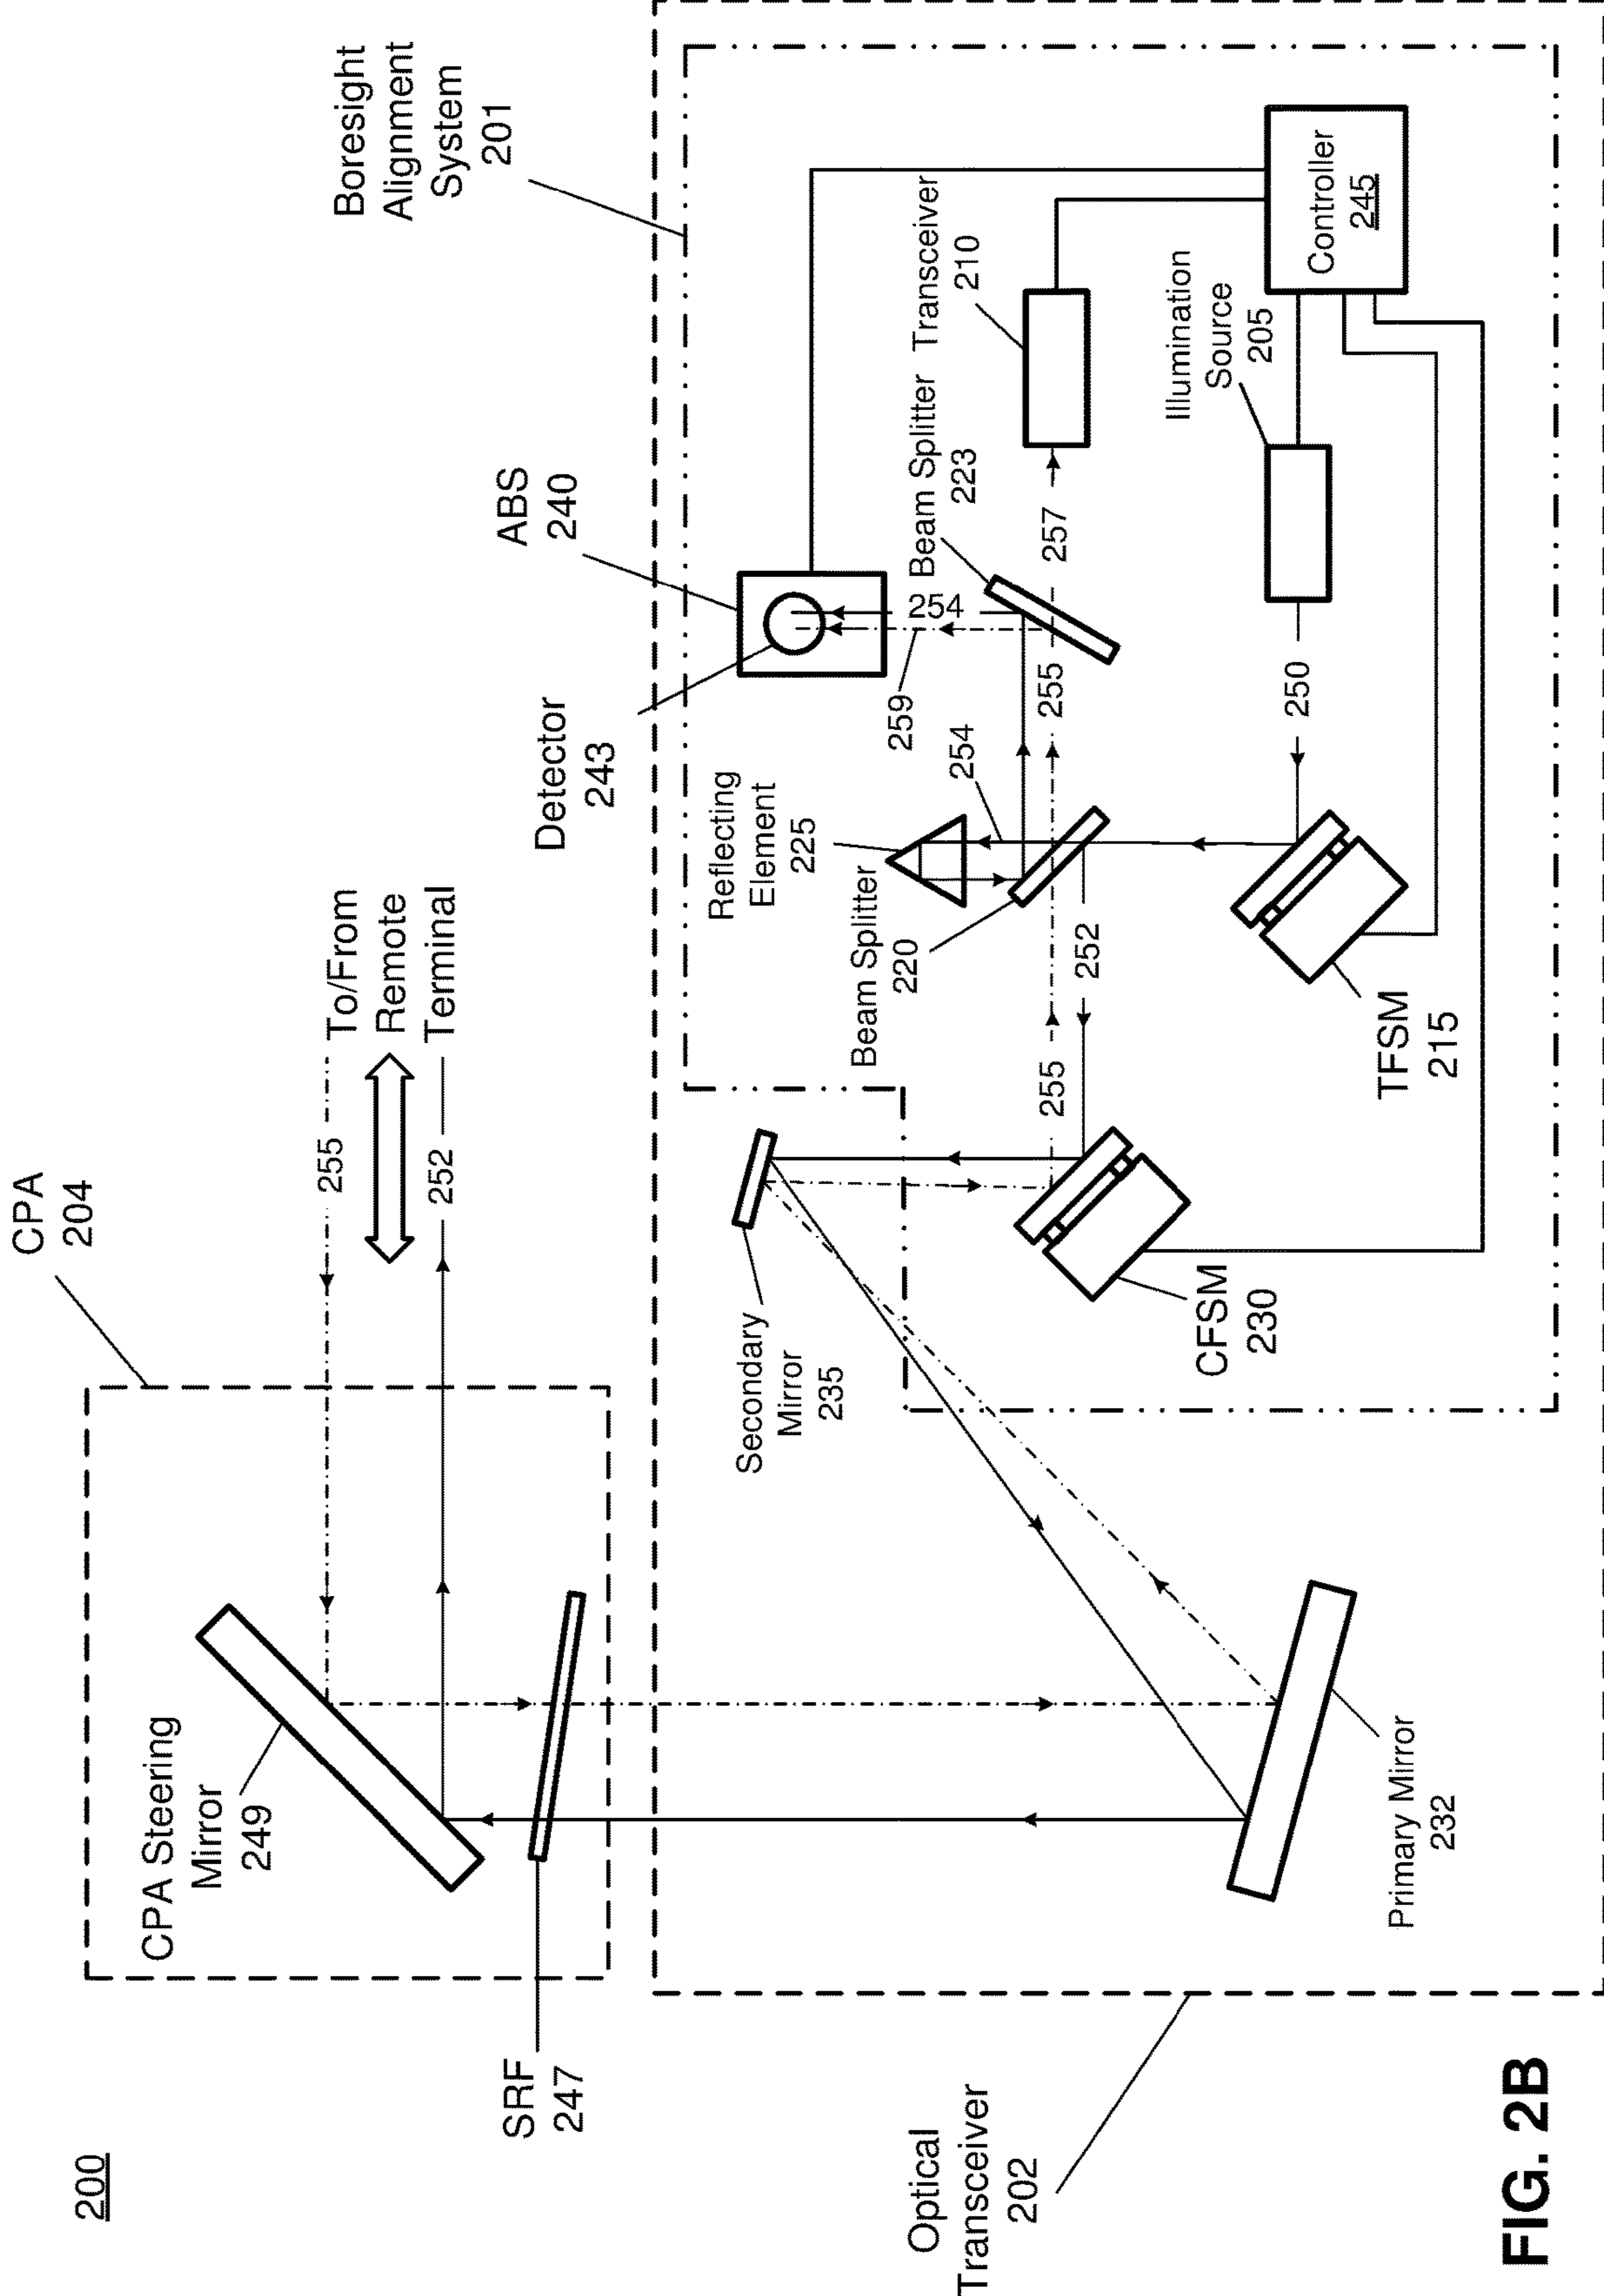 200
CPA
204
CPA Steering
Mirror
249
SRF
247
255
252
To/From
Remote
Terminal
Boresight
Alignment
System
201
Optical
Transceiver
202
Secondary
Mirror
235
Primary Mirror
232
Detector
243
ABS
240
Reflecting
Element
225
Beam Splitter
220
Beam Splitter
223
Transceiver
210
259
254
254
255
257
255
252
250
Illumination
Source
205
Controller
245
CFSM
230
TFSM
215
FIG. 2B